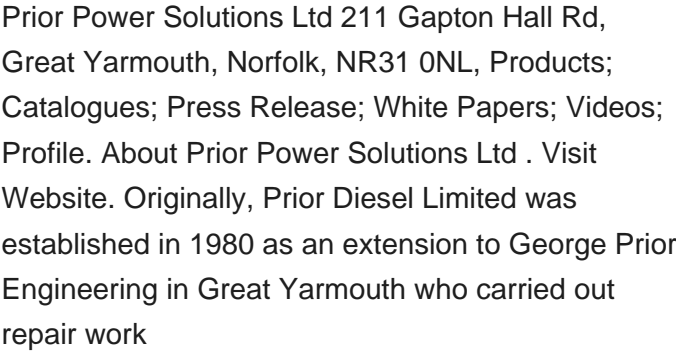 Prior Power Solutions Ltd 211 Gapton Hall Rd,
Great Yarmouth, Norfolk, NR31 0NL, Products;
Catalogues; Press Release; White Papers; Videos;
Profile. About Prior Power Solutions Ltd . Visit
Website. Originally, Prior Diesel Limited was
established in 1980 as an extension to George Prior
Engineering in Great Yarmouth who carried out
repair work